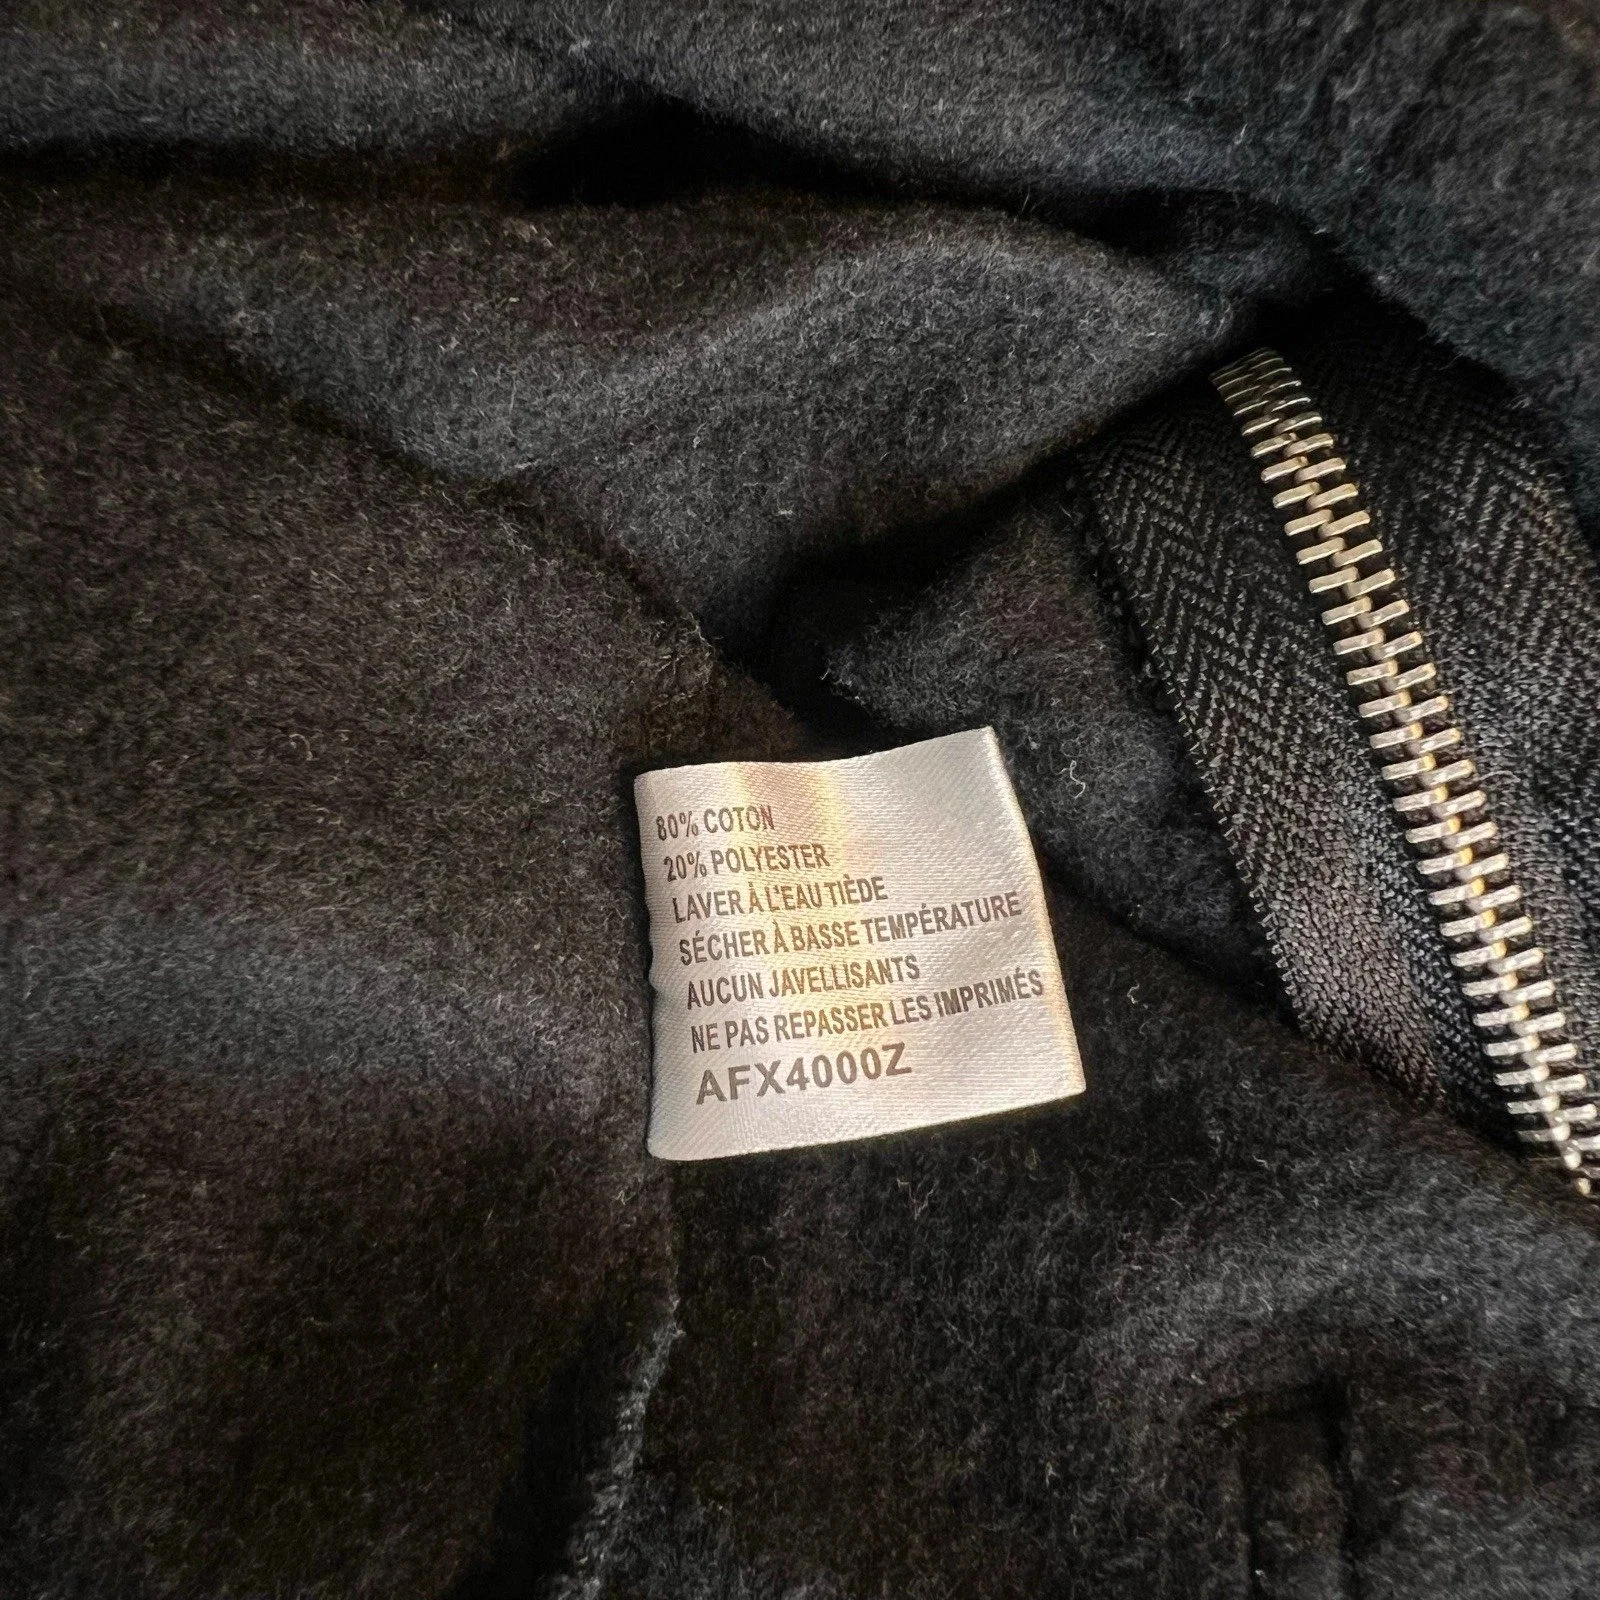 80% COTON
20% POLYESTER
LAVER À L'EAU TIÈDE
SÉCHER À BASSE TEMPÉRATURE
AUCUN JAVELLISANTS
NE PAS REPASSER LES IMPRIMÉS
AFX4000Z